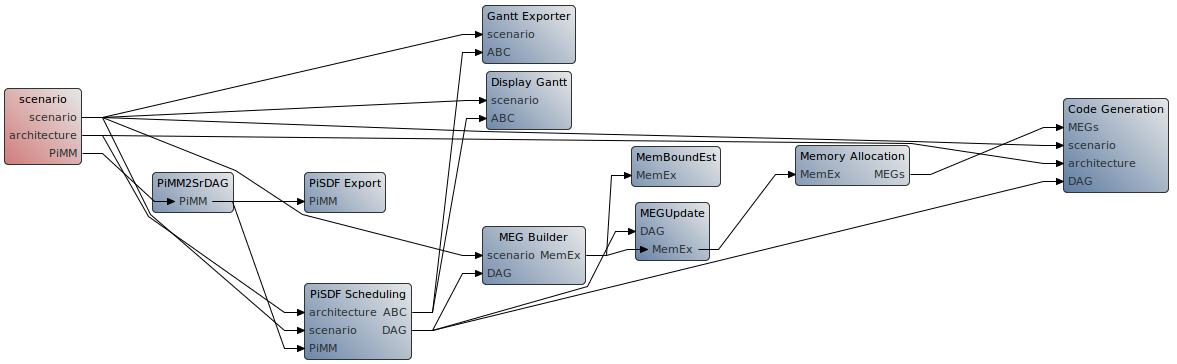 scenario
scenario
architecture
PiMM
PiMM2SrDAG
PiMM
PiSDF Export
PiMM
PiSDF Scheduling
architecture ABC
scenario DAG
PiMM
Gantt Exporter
scenario
ABC
Display Gantt
scenario
ABC
MEG Builder
scenario MemEx
DAG
MemBoundEst
MemEx
MEGUpdate
DAG
MemEx
Memory Allocation
MemEx MEGs
Code Generation
MEGs
scenario
architecture
DAG